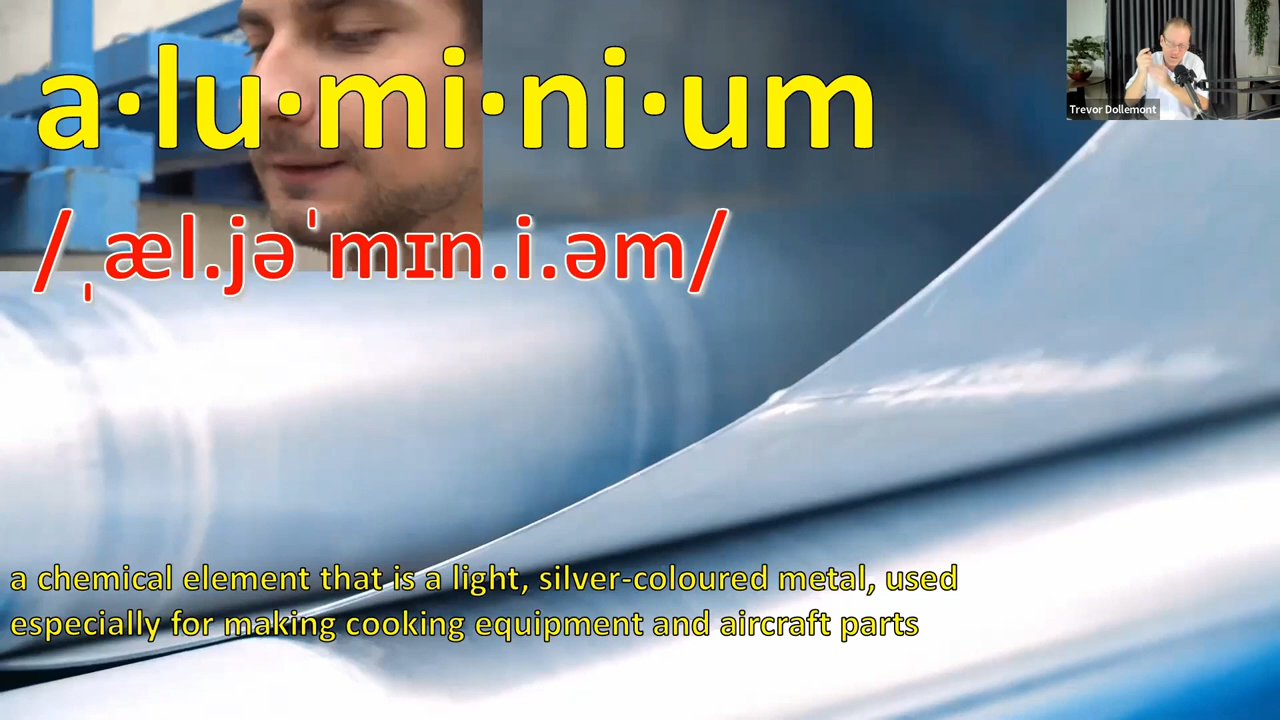 a·lu·mi·ni·um
Trevor Dollemont
/ˌæl.jəˈmɪn.i.əm/
a chemical element that is a light, silver-coloured metal, used
especially for making cooking equipment and aircraft parts